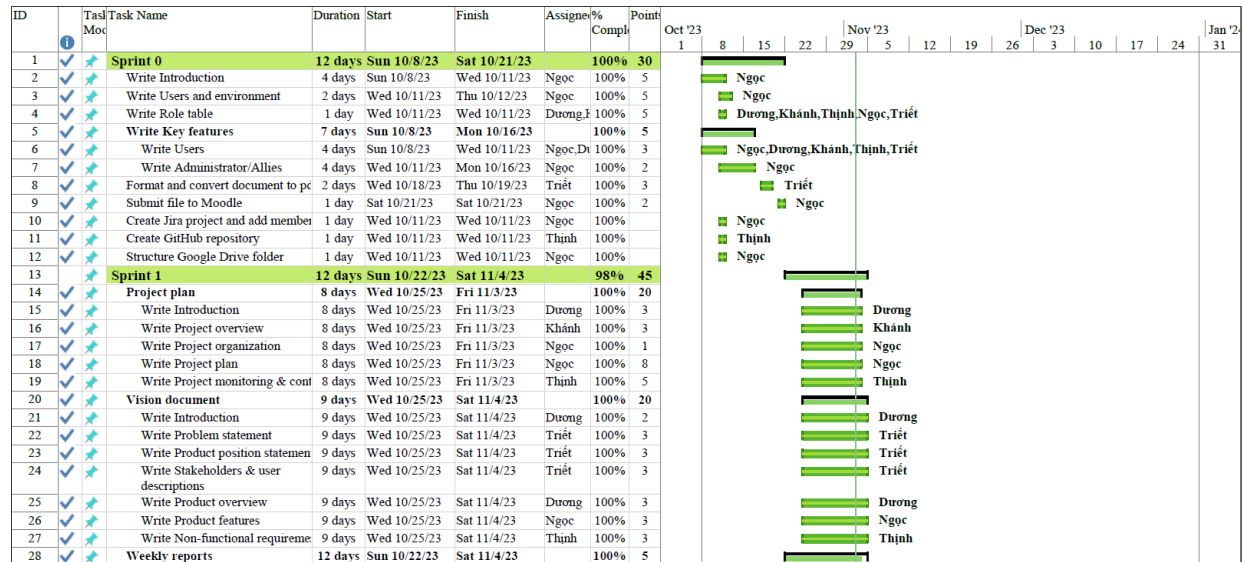 ID Task Mod Task Name Duration Start Finish Assignee % Compl Points Oct '23 Nov '23 Dec '23 Jan '24
1 8 15 22 29 5 12 19 26 3 10 17 24 31
1 Sprint 0 12 days Sun 10/8/23 Sat 10/21/23 100% 30
2 Write Introduction 4 days Sun 10/8/23 Wed 10/11/23 Ngọc 100% 5 Ngọc
3 Write Users and environment 2 days Wed 10/11/23 Thu 10/12/23 Ngọc 100% 5 Ngọc
4 Write Role table 1 day Wed 10/11/23 Wed 10/11/23 Dương,K 100% 5 Dương,Khánh,Thịnh,Ngọc,Triết
5 Write Key features 7 days Sun 10/8/23 Mon 10/16/23 100% 5
6 Write Users 4 days Sun 10/8/23 Wed 10/11/23 Ngọc,Dư 100% 3 Ngọc,Dương,Khánh,Thịnh,Triết
7 Write Administrator/Allies 4 days Wed 10/11/23 Mon 10/16/23 Ngọc 100% 2 Ngọc
8 Format and convert document to pd 2 days Wed 10/18/23 Thu 10/19/23 Triết 100% 3 Triết
9 Submit file to Moodle 1 day Sat 10/21/23 Sat 10/21/23 Ngọc 100% 2 Ngọc
10 Create Jira project and add member 1 day Wed 10/11/23 Wed 10/11/23 Ngọc 100% Ngọc
11 Create GitHub repository 1 day Wed 10/11/23 Wed 10/11/23 Thịnh 100% Thịnh
12 Structure Google Drive folder 1 day Wed 10/11/23 Wed 10/11/23 Ngọc 100% Ngọc
13 Sprint 1 12 days Sun 10/22/23 Sat 11/4/23 98% 45
14 Project plan 8 days Wed 10/25/23 Fri 11/3/23 100% 20
15 Write Introduction 8 days Wed 10/25/23 Fri 11/3/23 Dương 100% 3 Dương
16 Write Project overview 8 days Wed 10/25/23 Fri 11/3/23 Khánh 100% 3 Khánh
17 Write Project organization 8 days Wed 10/25/23 Fri 11/3/23 Ngọc 100% 1 Ngọc
18 Write Project plan 8 days Wed 10/25/23 Fri 11/3/23 Ngọc 100% 8 Ngọc
19 Write Project monitoring & cont 8 days Wed 10/25/23 Fri 11/3/23 Thịnh 100% 5 Thịnh
20 Vision document 9 days Wed 10/25/23 Sat 11/4/23 100% 20
21 Write Introduction 9 days Wed 10/25/23 Sat 11/4/23 Dương 100% 2 Dương
22 Write Problem statement 9 days Wed 10/25/23 Sat 11/4/23 Triết 100% 3 Triết
23 Write Product position statemen 9 days Wed 10/25/23 Sat 11/4/23 Triết 100% 3 Triết
24 Write Stakeholders & user 9 days Wed 10/25/23 Sat 11/4/23 Triết 100% 3 Triết
descriptions
25 Write Product overview 9 days Wed 10/25/23 Sat 11/4/23 Dương 100% 3 Dương
26 Write Product features 9 days Wed 10/25/23 Sat 11/4/23 Ngọc 100% 3 Ngọc
27 Write Non-functional requireme 9 days Wed 10/25/23 Sat 11/4/23 Thịnh 100% 3 Thịnh
28 Weekly reports 12 days Sun 10/22/23 Sat 11/4/23 100% 5